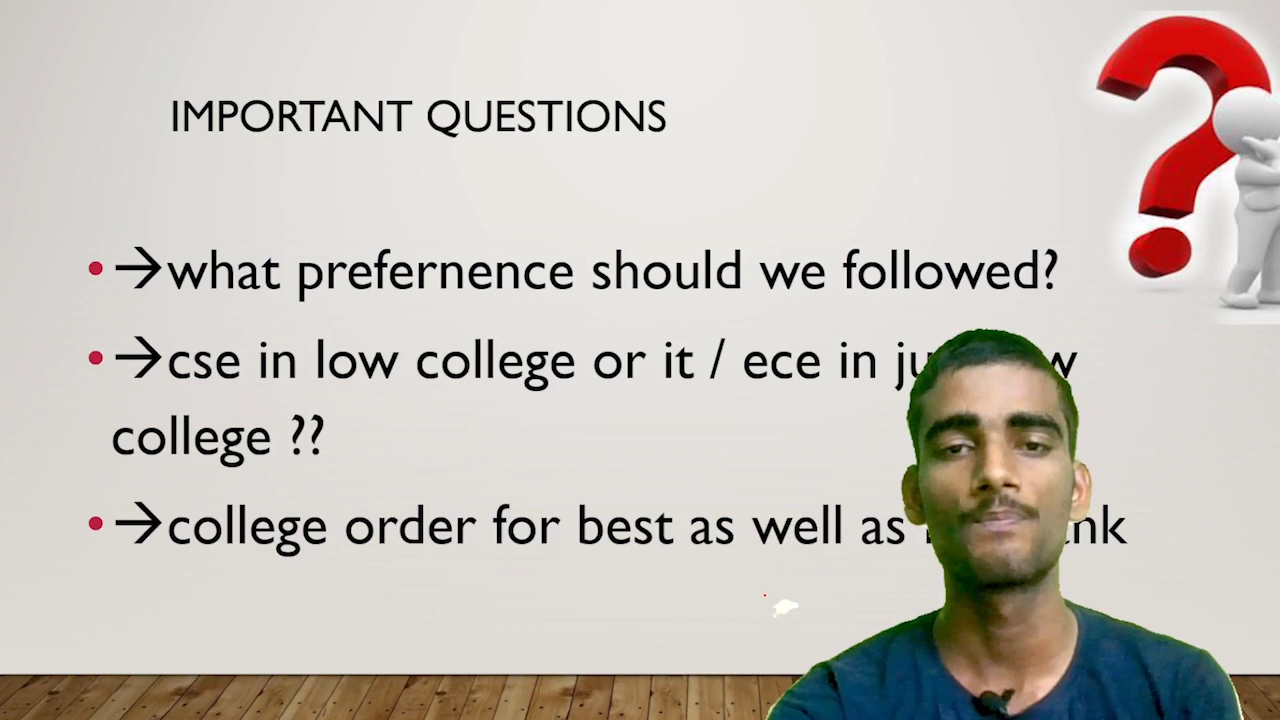 IMPORTANT QUESTIONS
• →what prefernence should we followed?
• →cse in low college or it / ece in
college ??
• →college order for best as well as